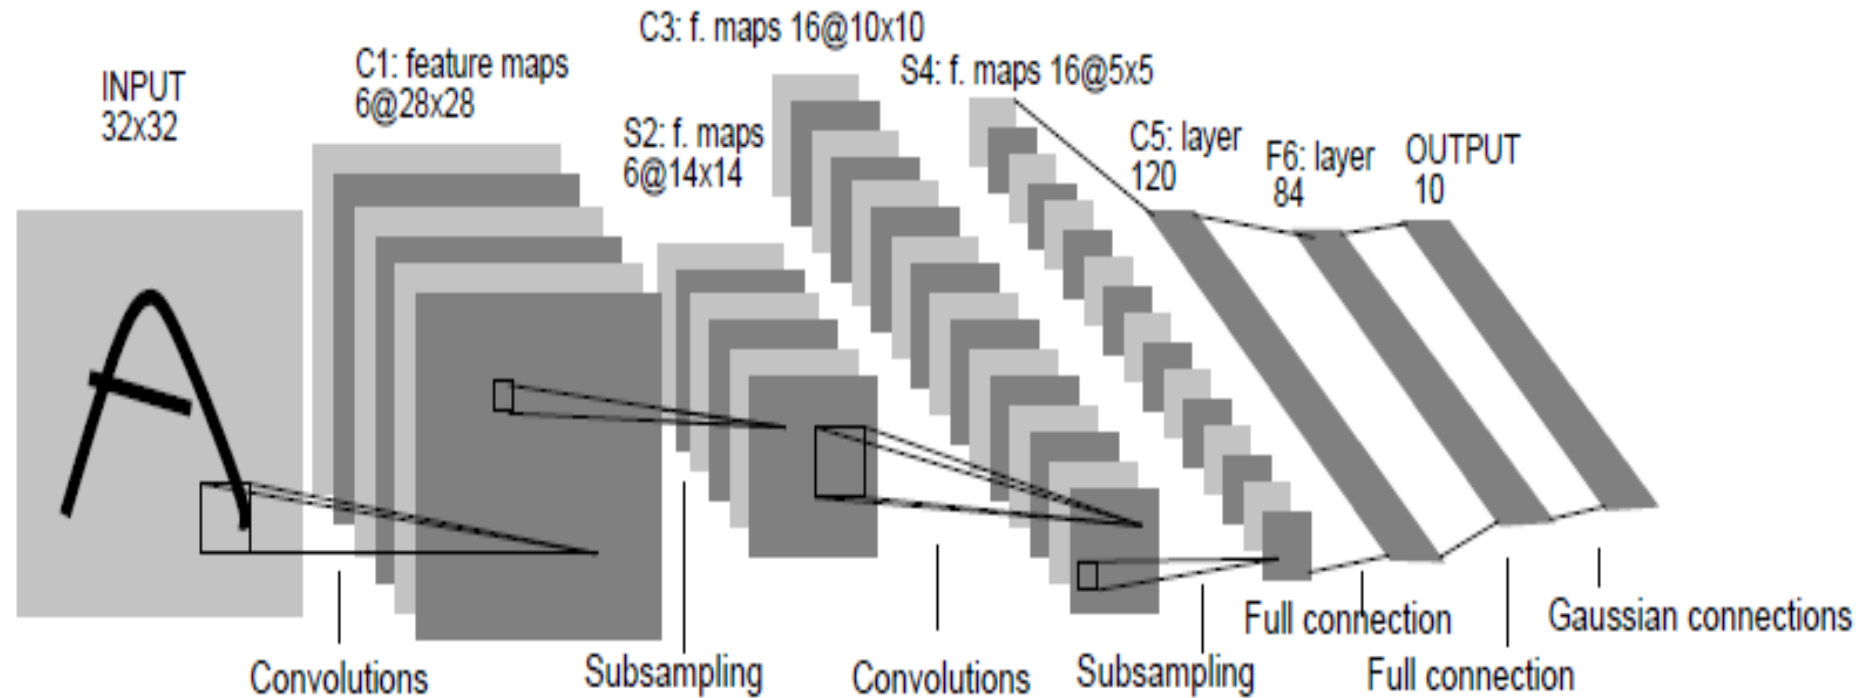 INPUT
32x32
C1: feature maps
6@28x28
S2: f. maps
6@14x14
C3: f. maps 16@10x10
S4: f. maps 16@5x5
C5: layer
120
F6: layer
84
OUTPUT
10
Convolutions
Subsampling
Convolutions
Subsampling
Full connection
Full connection
Gaussian connections